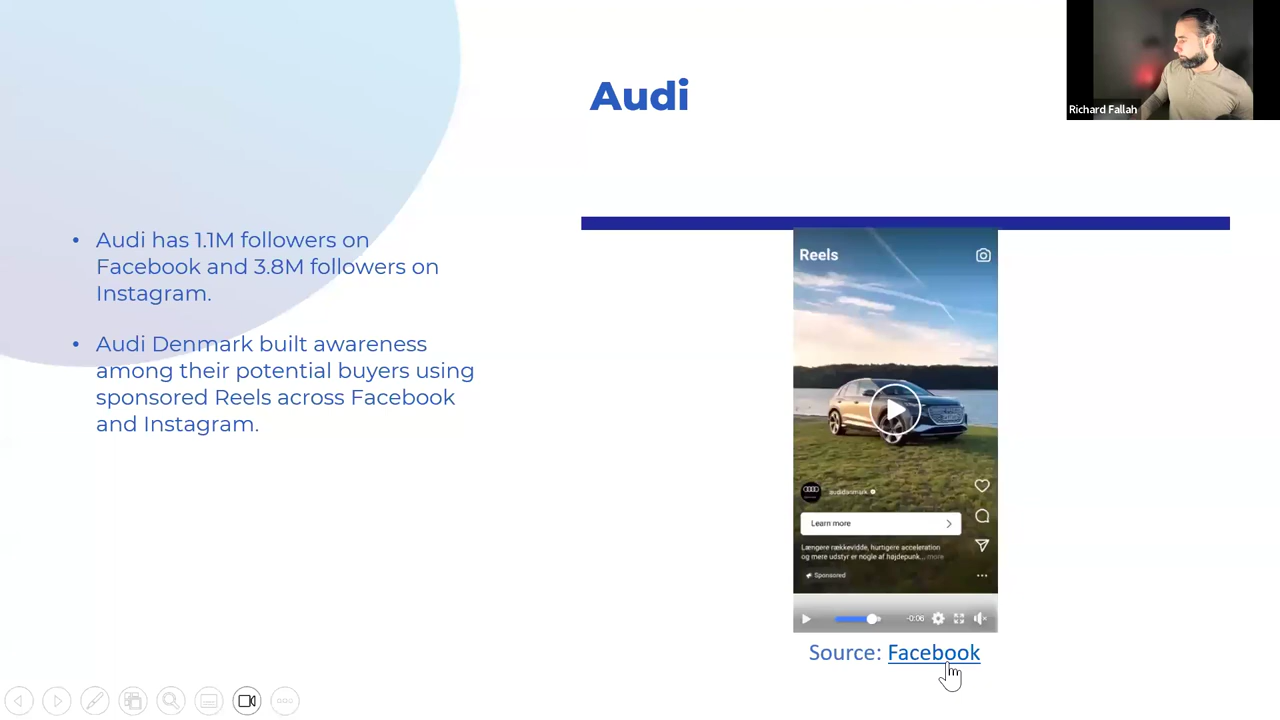 Audi
Richard Fallah
• Audi has 1.1M followers on
Facebook and 3.8M followers on
Instagram.
• Audi Denmark built awareness
among their potential buyers using
sponsored Reels across Facebook
and Instagram.
Reels
audidanmark
Learn more
Længere rækkevidde, hurtigere acceleration
og mere udstyr er nogle af højdepunk... more
Sponsored
-0:06
Source: Facebook